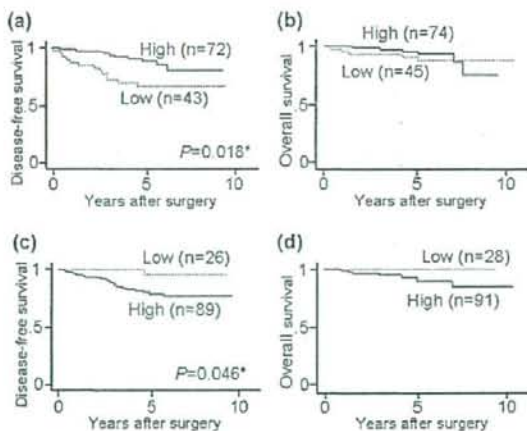 (a)
Disease-free survival
1
.5
0
High (n=72)
Low (n=43)
P=0.018*
0 5 10
Years after surgery
(b)
Overall survival
1
.5
0
High (n=74)
Low (n=45)
0 5 10
Years after surgery
(c)
Disease-free survival
1
.5
0
Low (n=26)
High (n=89)
P=0.046*
0 5 10
Years after surgery
(d)
Overall survival
1
.5
0
Low (n=28)
High (n=91)
0 5 10
Years after surgery